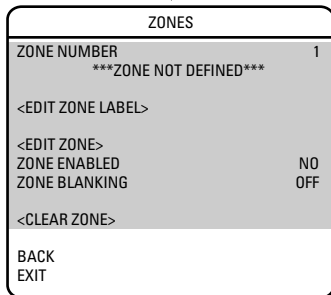 ZONES
ZONE NUMBER 1
***ZONE NOT DEFINED***
<EDIT ZONE LABEL>
<EDIT ZONE>
ZONE ENABLED NO
ZONE BLANKING OFF
<CLEAR ZONE>
BACK
EXIT